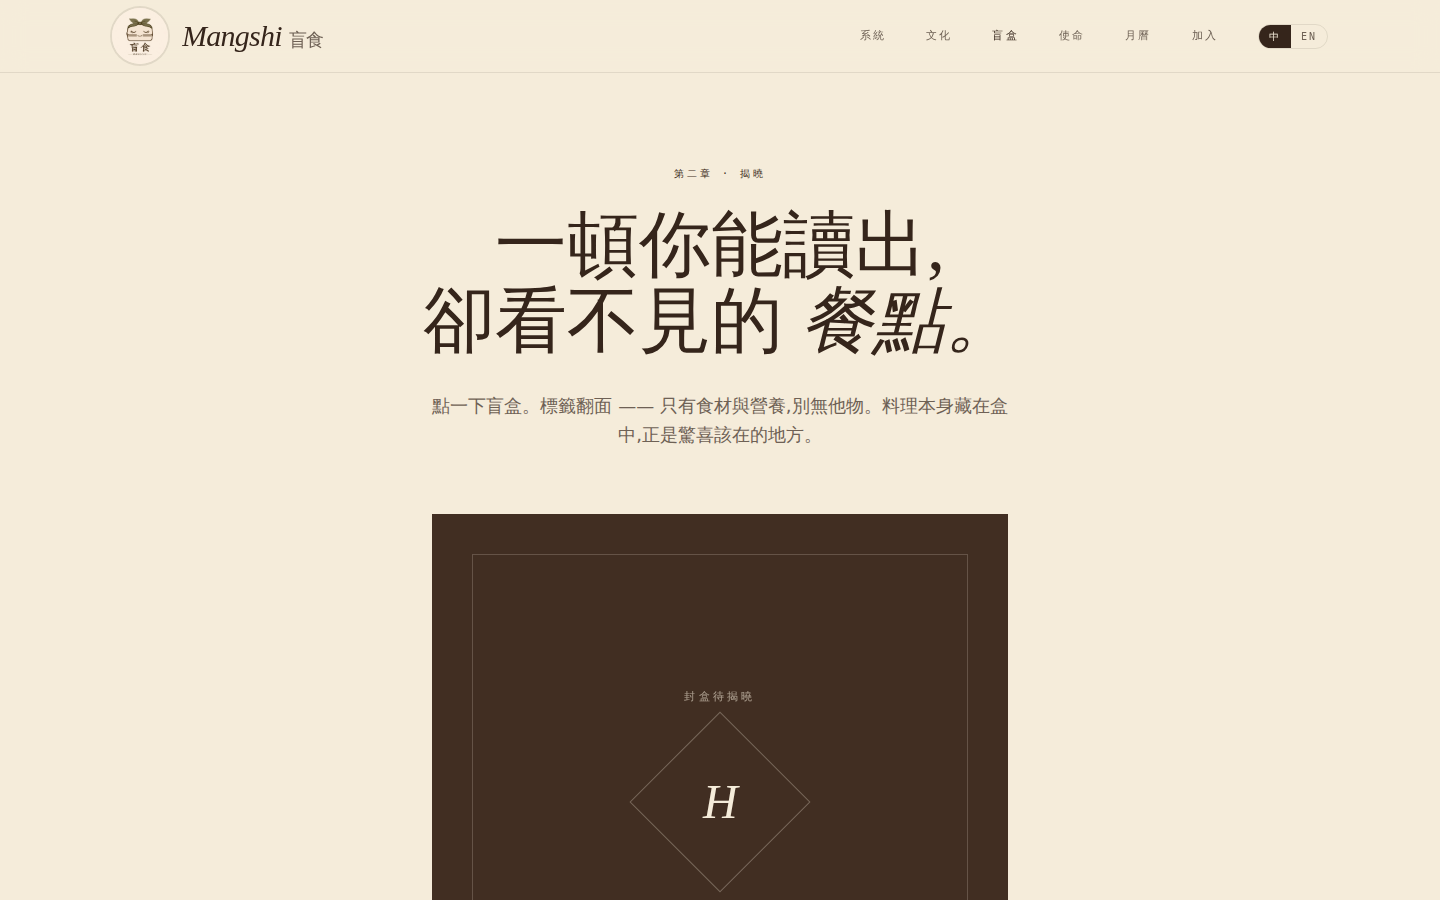 盲食
Mangshi 盲食
系統 文化 盲盒 使命 月曆 加入 中 EN
第二章 · 揭曉
一頓你能讀出,
卻看不見的 餐點。
點一下盲盒。標籤翻面 —— 只有食材與營養,別無他物。料理本身藏在盒
中,正是驚喜該在的地方。
封盒待揭曉
H